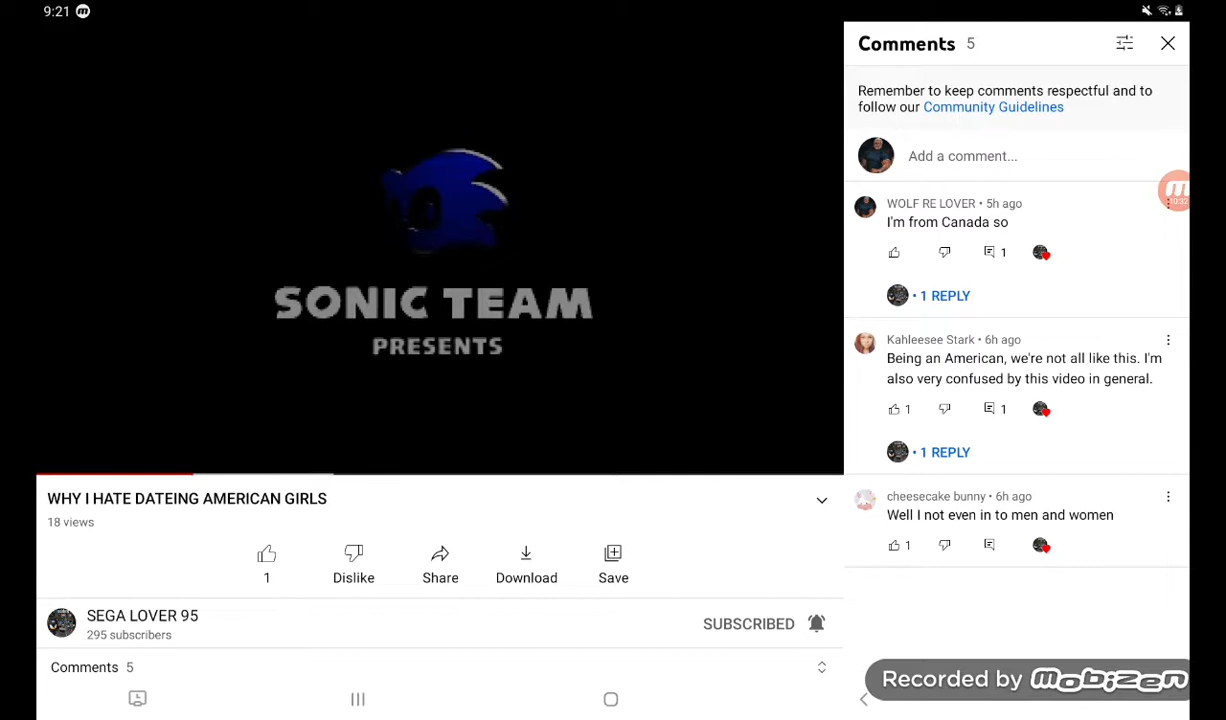 9:21
SONIC TEAM
PRESENTS
WHY I HATE DATEING AMERICAN GIRLS
18 views
1
Dislike
Share
Download
Save
SEGA LOVER 95
295 subscribers
SUBSCRIBED
Comments 5
Comments 5
Remember to keep comments respectful and to
follow our Community Guidelines
Add a comment...
WOLF RE LOVER • 5h ago
I'm from Canada so
1
• 1 REPLY
Kahleesee Stark • 6h ago
Being an American, we're not all like this. I'm
also very confused by this video in general.
1 1
• 1 REPLY
cheesecake bunny • 6h ago
Well I not even in to men and women
1
Recorded by mobizen